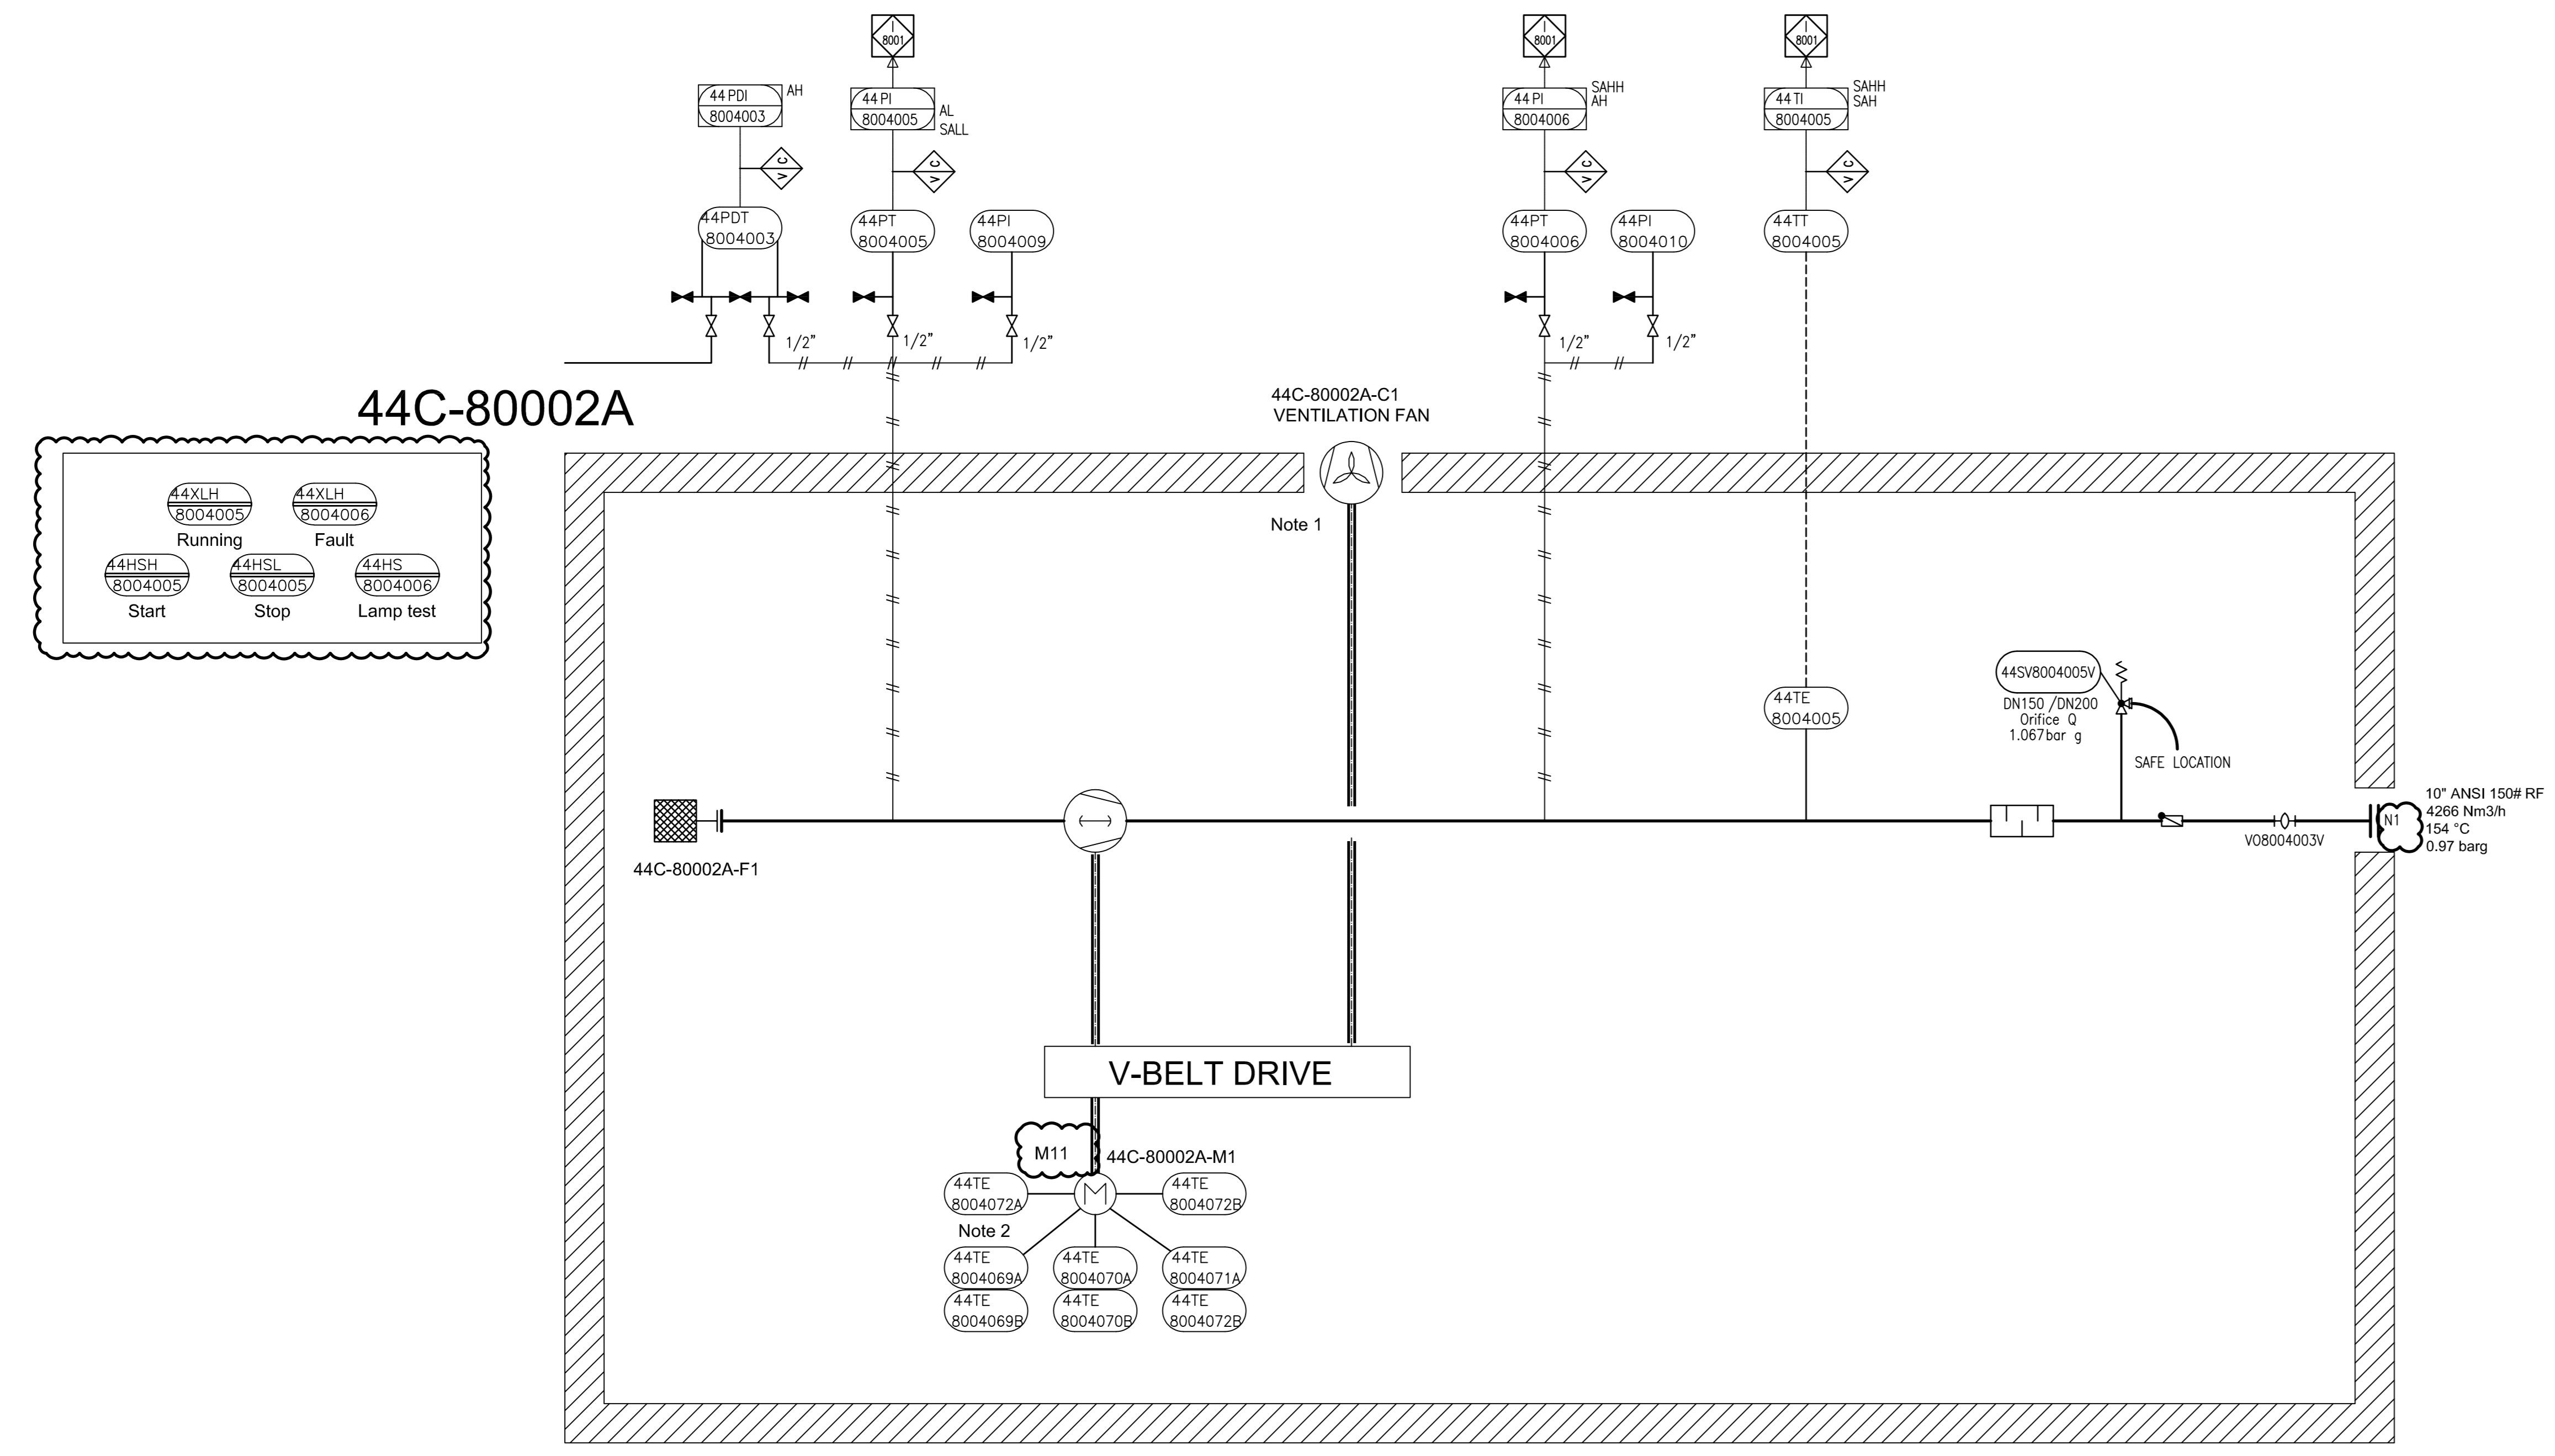 I
8001
I
8001
I
8001
44 PDI
8004003
AH
44 PI
8004005
AL
SALL
44 PI
8004006
SAHH
AH
44 TI
8004005
SAHH
SAH
V C
V C
V C
V C
44PDT
8004003
44PT
8004005
44PI
8004009
44PT
8004006
44PI
8004010
44TT
8004005
1/2"
1/2"
1/2"
1/2"
1/2"
44C-80002A
44C-80002A-C1
VENTILATION FAN
Note 1
44XLH
8004005
Running
44XLH
8004006
Fault
44HSH
8004005
Start
44HSL
8004005
Stop
44HS
8004006
Lamp test
44TE
8004005
44SV8004005V
DN150 /DN200
Orifice Q
1.067bar g
SAFE LOCATION
VO8004003V
N1
10" ANSI 150# RF
4266 Nm3/h
154 °C
0.97 barg
44C-80002A-F1
V-BELT DRIVE
M11
44C-80002A-M1
M
44TE
8004072A
44TE
8004072B
Note 2
44TE
8004069A
44TE
8004070A
44TE
8004071A
44TE
8004069B
44TE
8004070B
44TE
8004072B